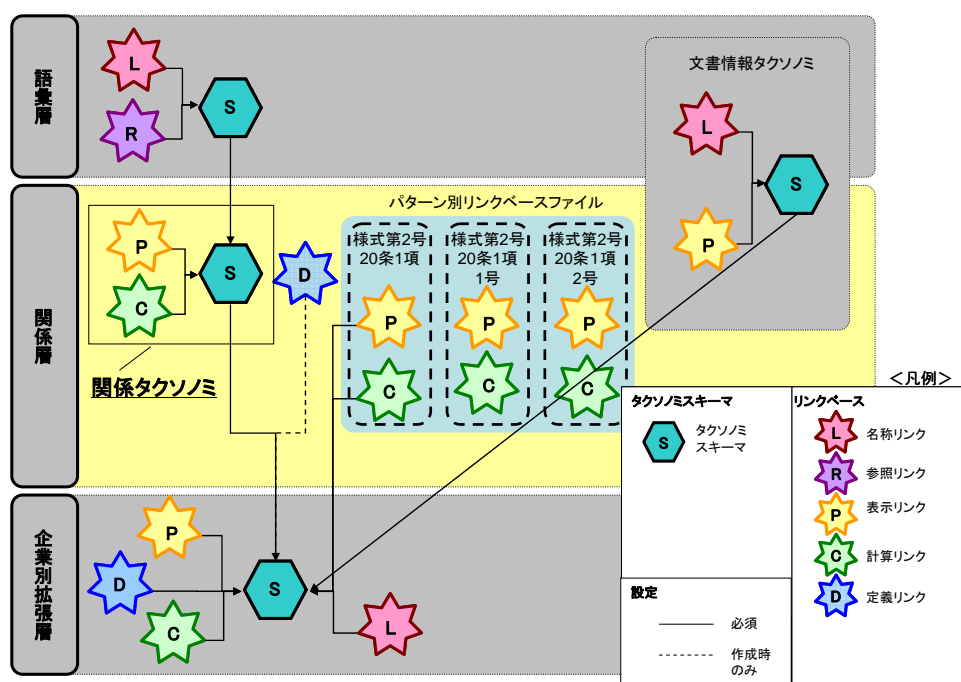 語彙層
L
R
S
文書情報タクソノミ
L
P
S
関係層
P
C
S
D
関係タクソノミ
パターン別リンクベースファイル
様式第2号
20条1項
P
C
様式第2号
20条1項
1号
P
C
様式第2号
20条1項
2号
P
C
企業別拡張層
P
D
C
S
L
<凡例>
タクソノミスキーマ
S
タクソノミ
スキーマ
リンクベース
L 名称リンク
R 参照リンク
P 表示リンク
C 計算リンク
D 定義リンク
設定
必須
作成時
のみ